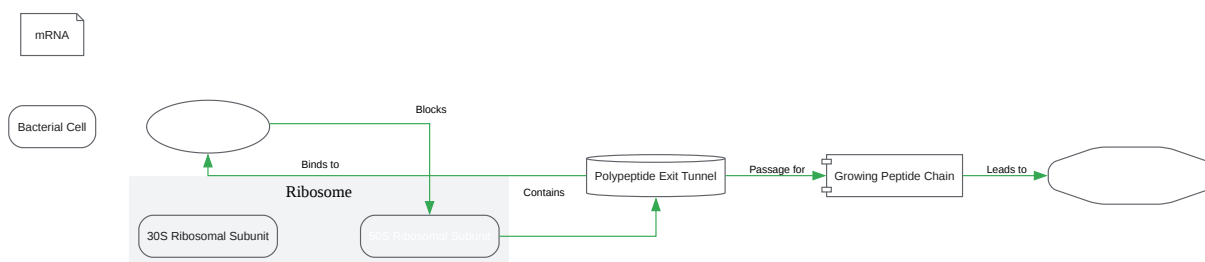 mRNA
Blocks
Bacterial Cell
Binds to
Polypeptide Exit Tunnel
Passage for
Growing Peptide Chain
Leads to
Ribosome
Contains
30S Ribosomal Subunit
50S Ribosomal Subunit